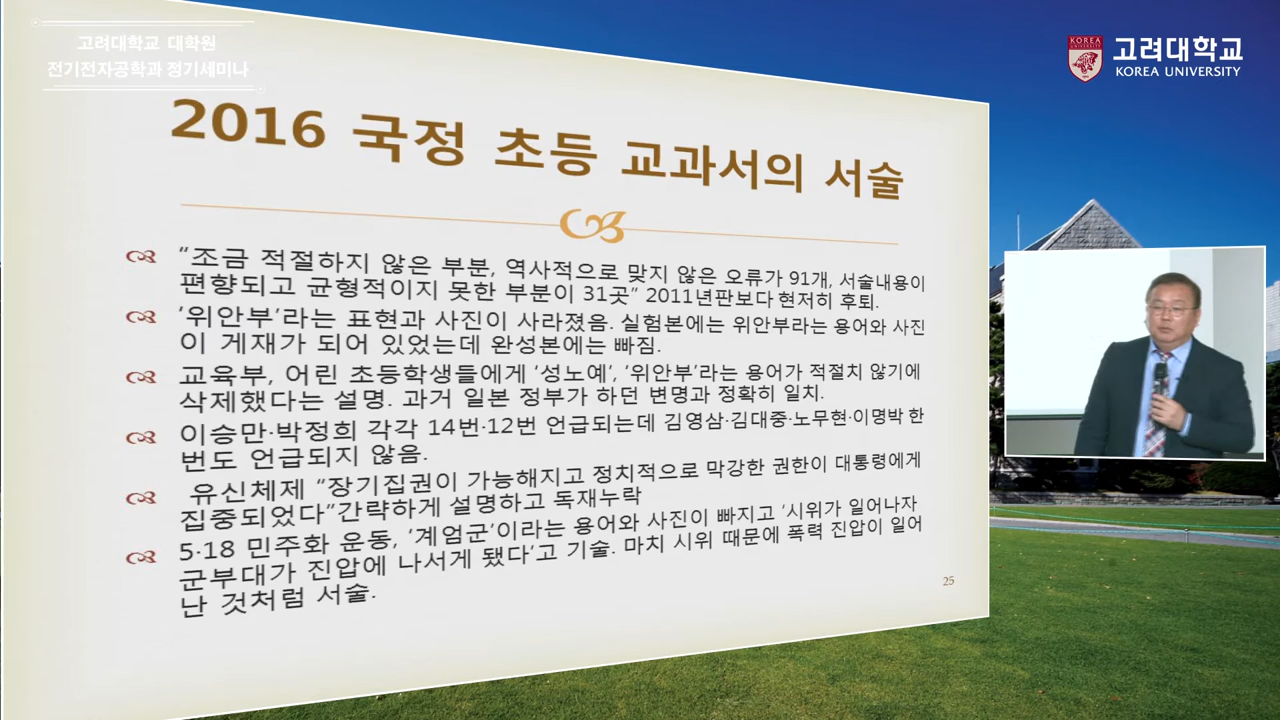 고려대학교 대학원
전기전자공학과 정기세미나
KOREA
고려대학교
KOREA UNIVERSITY
2016 국정 초등 교과서의 서술
“조금 적절하지 않은 부분, 역사적으로 맞지 않은 오류가 91개, 서술내용이
편향되고 균형적이지 못한 부분이 31곳” 2011년판보다 현저히 후퇴.
‘위안부’라는 표현과 사진이 사라졌음. 실험본에는 위안부라는 용어와 사진
이 게재가 되어 있었는데 완성본에는 빠짐.
교육부, 어린 초등학생들에게 ‘성노예’, ‘위안부’라는 용어가 적절치 않기에
삭제했다는 설명. 과거 일본 정부가 하던 변명과 정확히 일치.
이승만·박정희 각각 14번·12번 언급되는데 김영삼·김대중·노무현·이명박 한
번도 언급되지 않음.
유신체제 “장기집권이 가능해지고 정치적으로 막강한 권한이 대통령에게
집중되었다”간략하게 설명하고 독재누락
5·18 민주화 운동, ‘계엄군’이라는 용어와 사진이 빠지고 ‘시위가 일어나자
군부대가 진압에 나서게 됐다’고 기술. 마치 시위 때문에 폭력 진압이 일어
난 것처럼 서술.
25